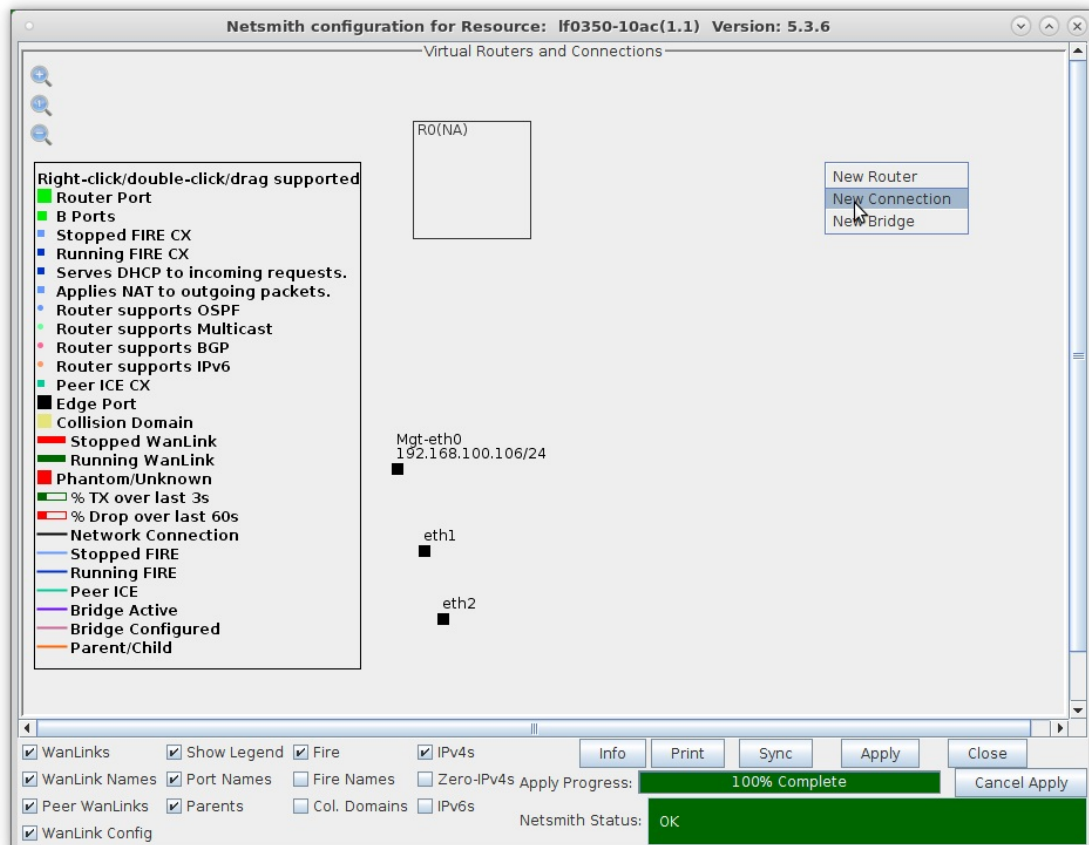 Netsmith configuration for Resource: lf0350-10ac(1.1) Version: 5.3.6
Virtual Routers and Connections
R0(NA)
New Router
New Connection
New Bridge
Right-click/double-click/drag supported
Router Port
B Ports
Stopped FIRE CX
Running FIRE CX
Serves DHCP to incoming requests.
Applies NAT to outgoing packets.
Router supports OSPF
Router supports Multicast
Router supports BGP
Router supports IPv6
Peer ICE CX
Edge Port
Collision Domain
Stopped WanLink
Running WanLink
Phantom/Unknown
% TX over last 3s
% Drop over last 60s
Network Connection
Stopped FIRE
Running FIRE
Peer ICE
Bridge Active
Bridge Configured
Parent/Child
Mgt-eth0
192.168.100.106/24
eth1
eth2
WanLinks Show Legend Fire IPv4s Info Print Sync Apply Close
WanLink Names Port Names Fire Names Zero-IPv4s Apply Progress: 100% Complete Cancel Apply
Peer WanLinks Parents Col. Domains IPv6s
Netsmith Status: OK
WanLink Config